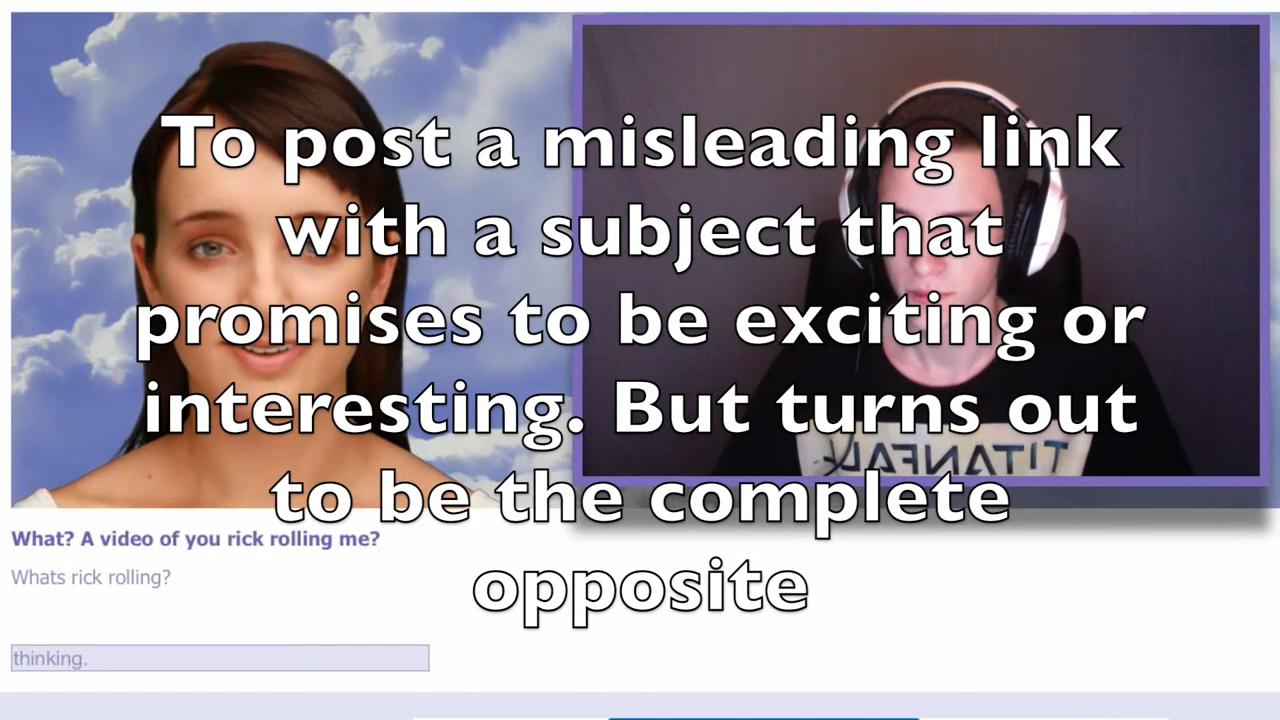 To post a misleading link
with a subject that
promises to be exciting or
interesting. But turns out
to be the complete
opposite
TITANFALL
What? A video of you rick rolling me?
Whats rick rolling?
thinking.